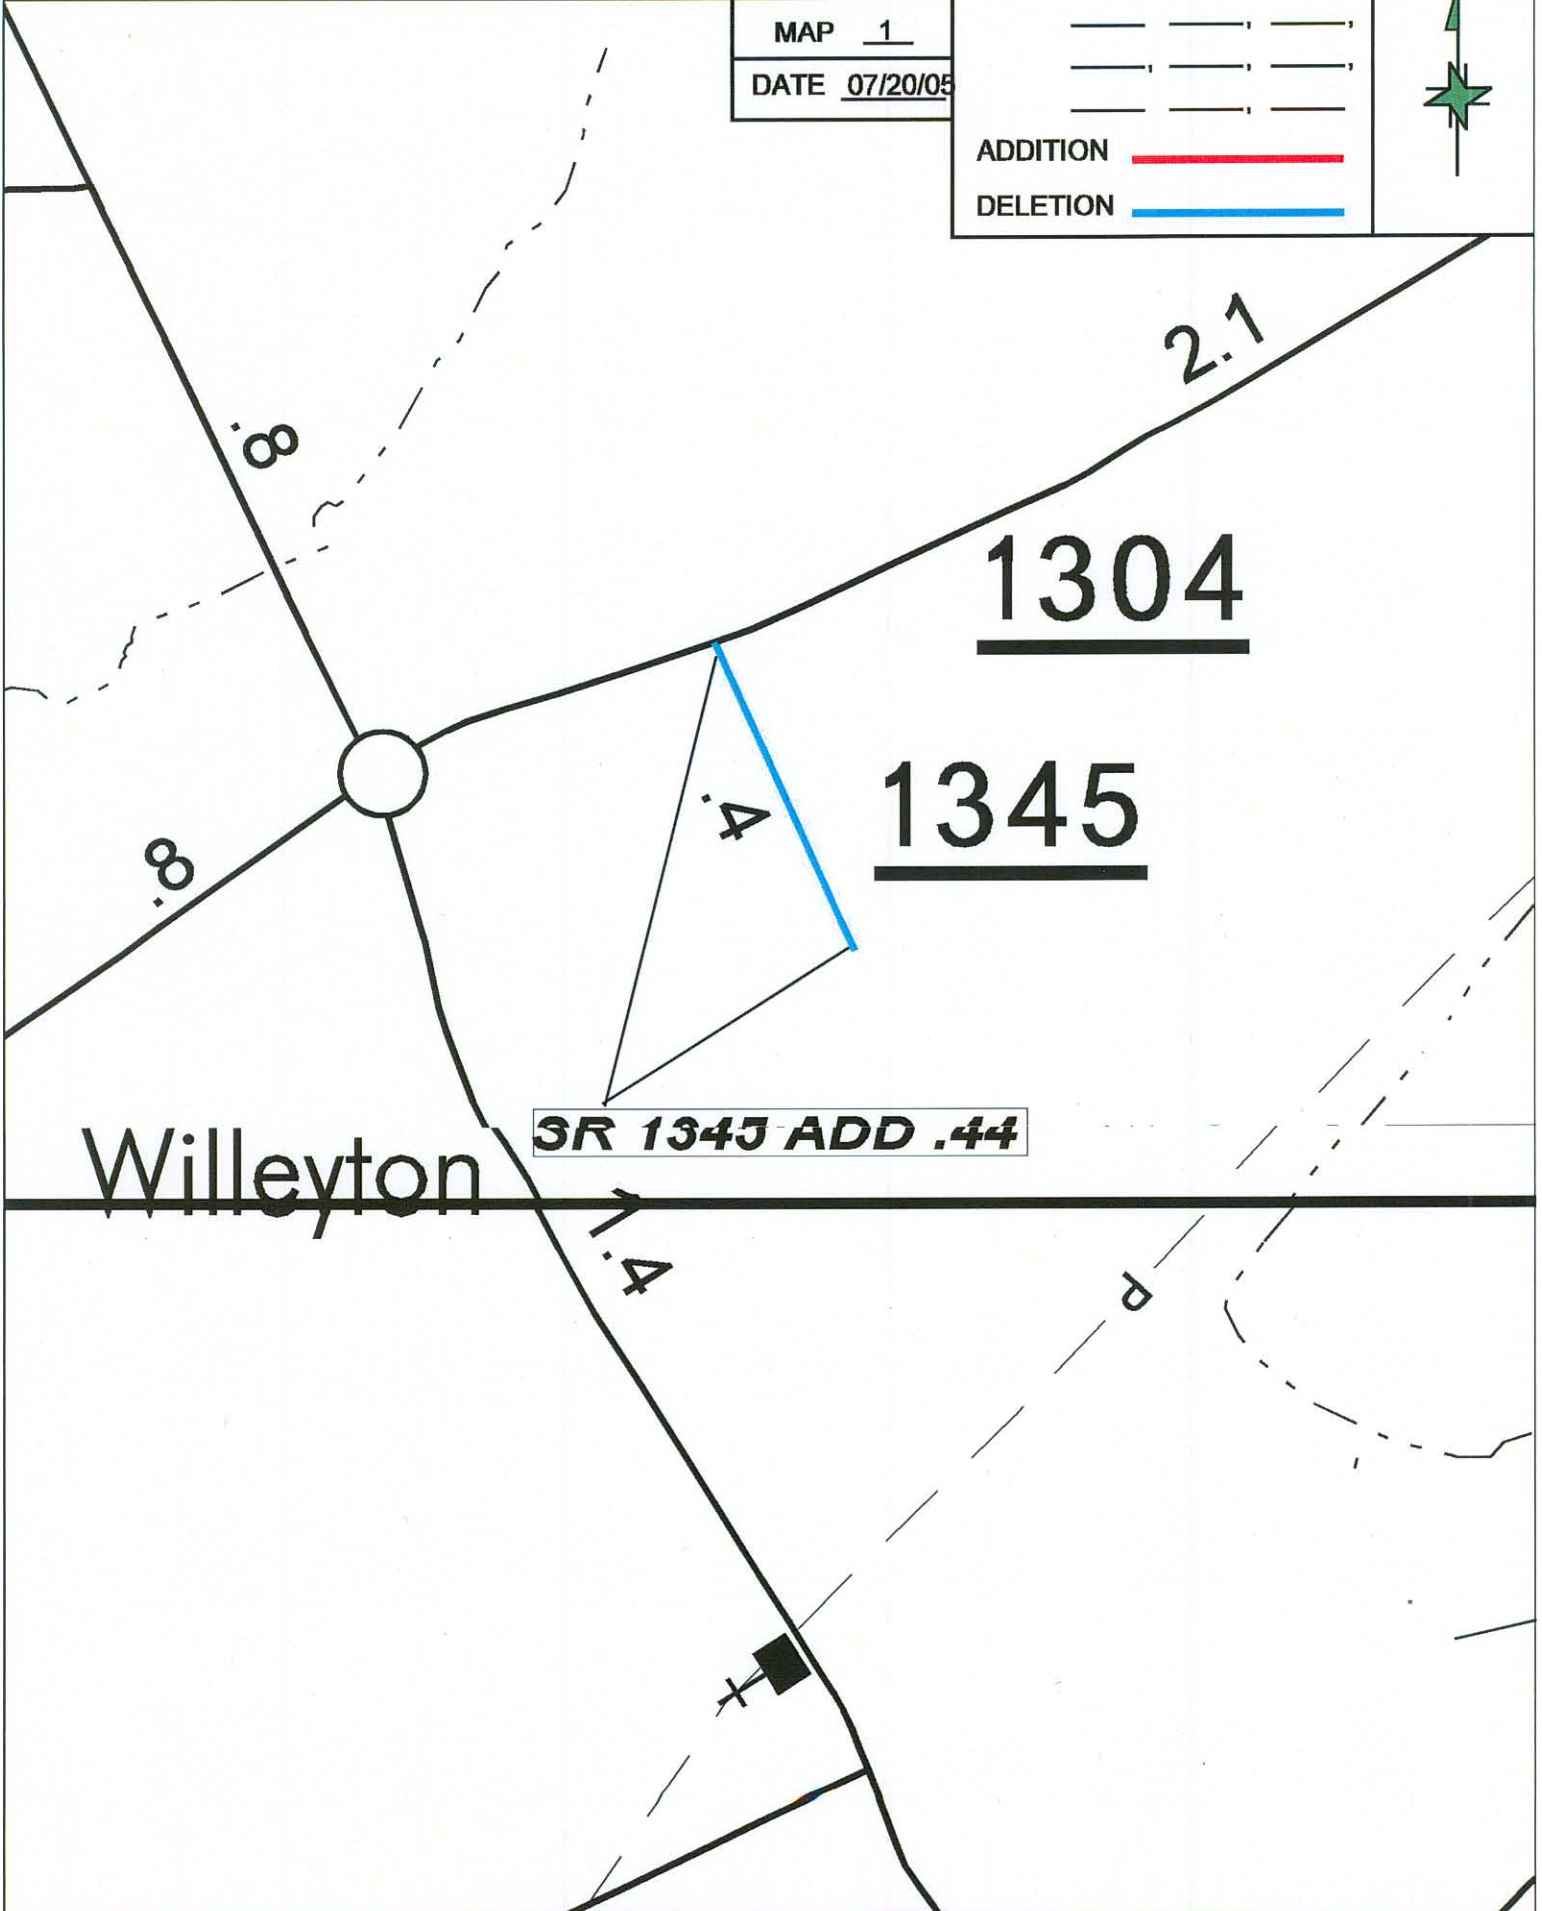 MAP 1
DATE 07/20/05
ADDITION
DELETION
2.1
.8
1304
1345
.4
.8
SR 1345 ADD .44
Willeyton
1.4
P